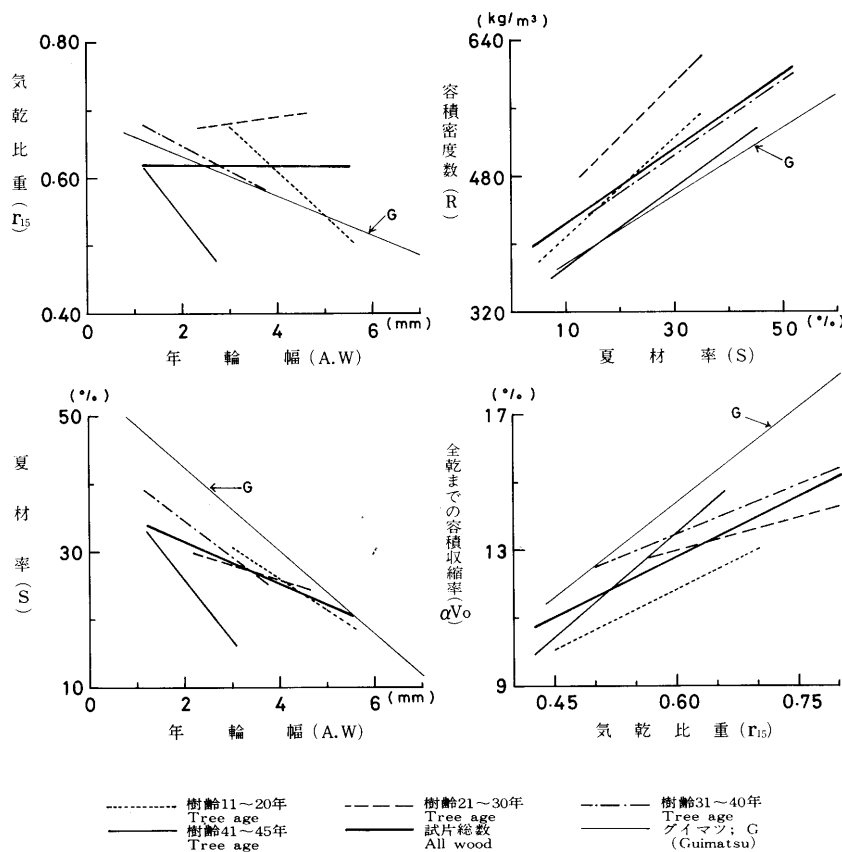 (kg/m³)
0.80
0.60
0.40
気乾比重(r₁₅)
G
0
2
4
6
(mm)
年輪幅(A.W)
640
480
320
容積密度数(R)
G
10
30
50
(%)
夏材率(S)
(%)
50
30
10
夏材率(S)
G
0
2
4
6
(mm)
年輪幅(A.W)
(%)
17
13
9
全乾までの容積収縮率(αVo)
G
0.45
0.60
0.75
気乾比重(r₁₅)
樹齢11~20年
Tree age
樹齢21~30年
Tree age
樹齢31~40年
Tree age
樹齢41~45年
Tree age
試片総数
All wood
グイマツ; G
(Guimatsu)